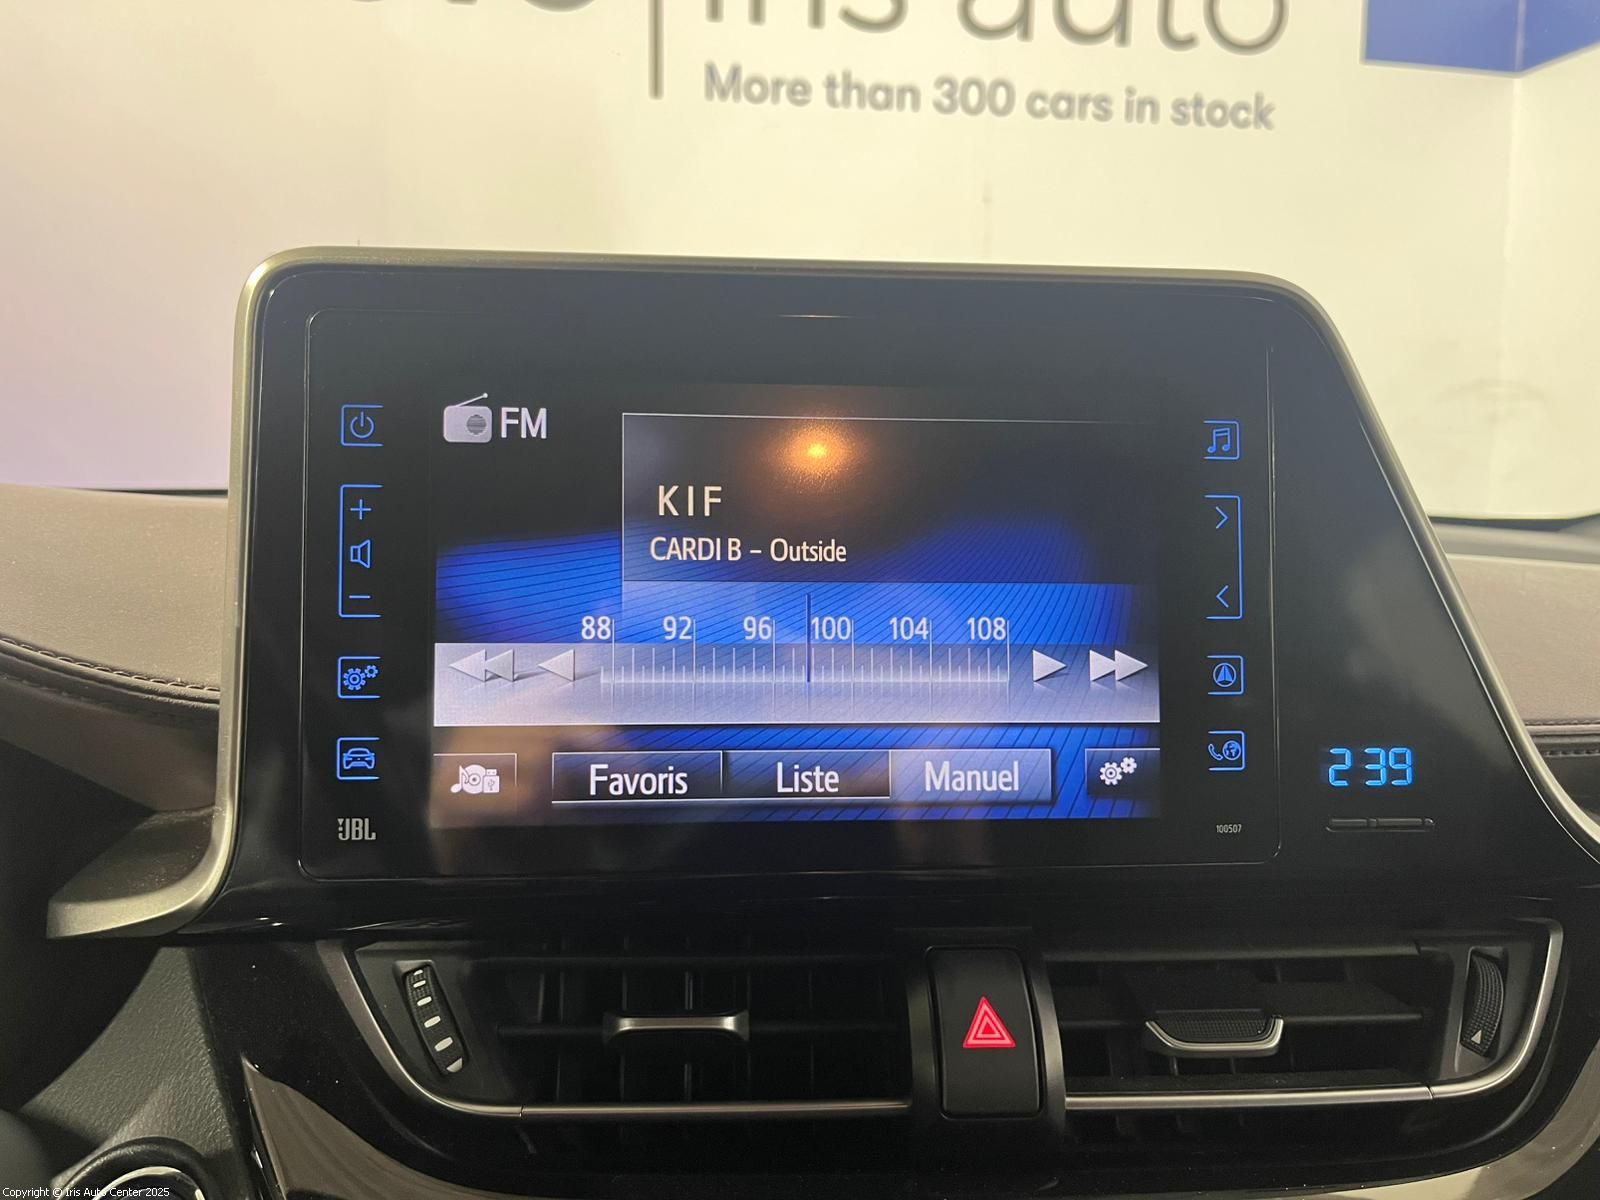 iris auto
More than 300 cars in stock
FM
KIF
CARDI B - Outside
88 92 96 100 104 108
Favoris Liste Manuel
2 39
JBL
100507
Copyright © Iris Auto Center 2025